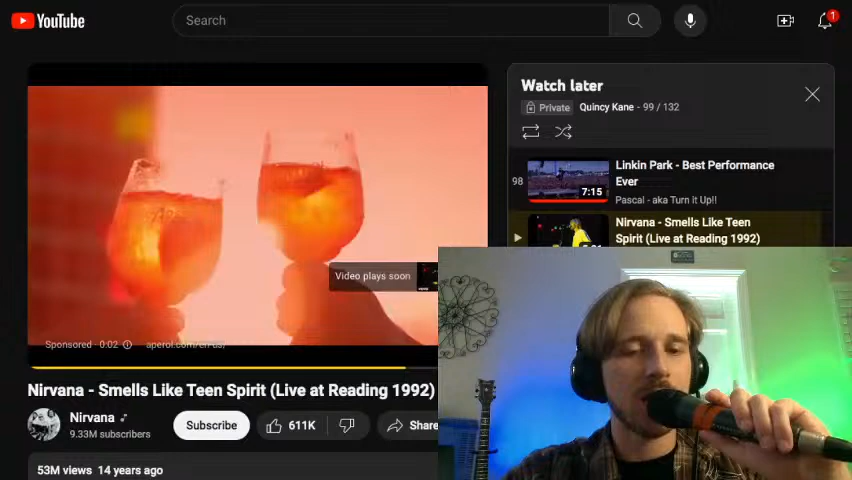 YouTube
Search
1
Watch later
Private Quincy Kane - 99 / 132
98
Linkin Park - Best Performance
Ever
7:15
Pascal - aka Turn it Up!!
Nirvana - Smells Like Teen
Spirit (Live at Reading 1992)
Video plays soon
Sponsored · 0:02 aperol.com/en-us/
Nirvana - Smells Like Teen Spirit (Live at Reading 1992)
Nirvana
9.33M subscribers
Subscribe
611K
Share
53M views 14 years ago